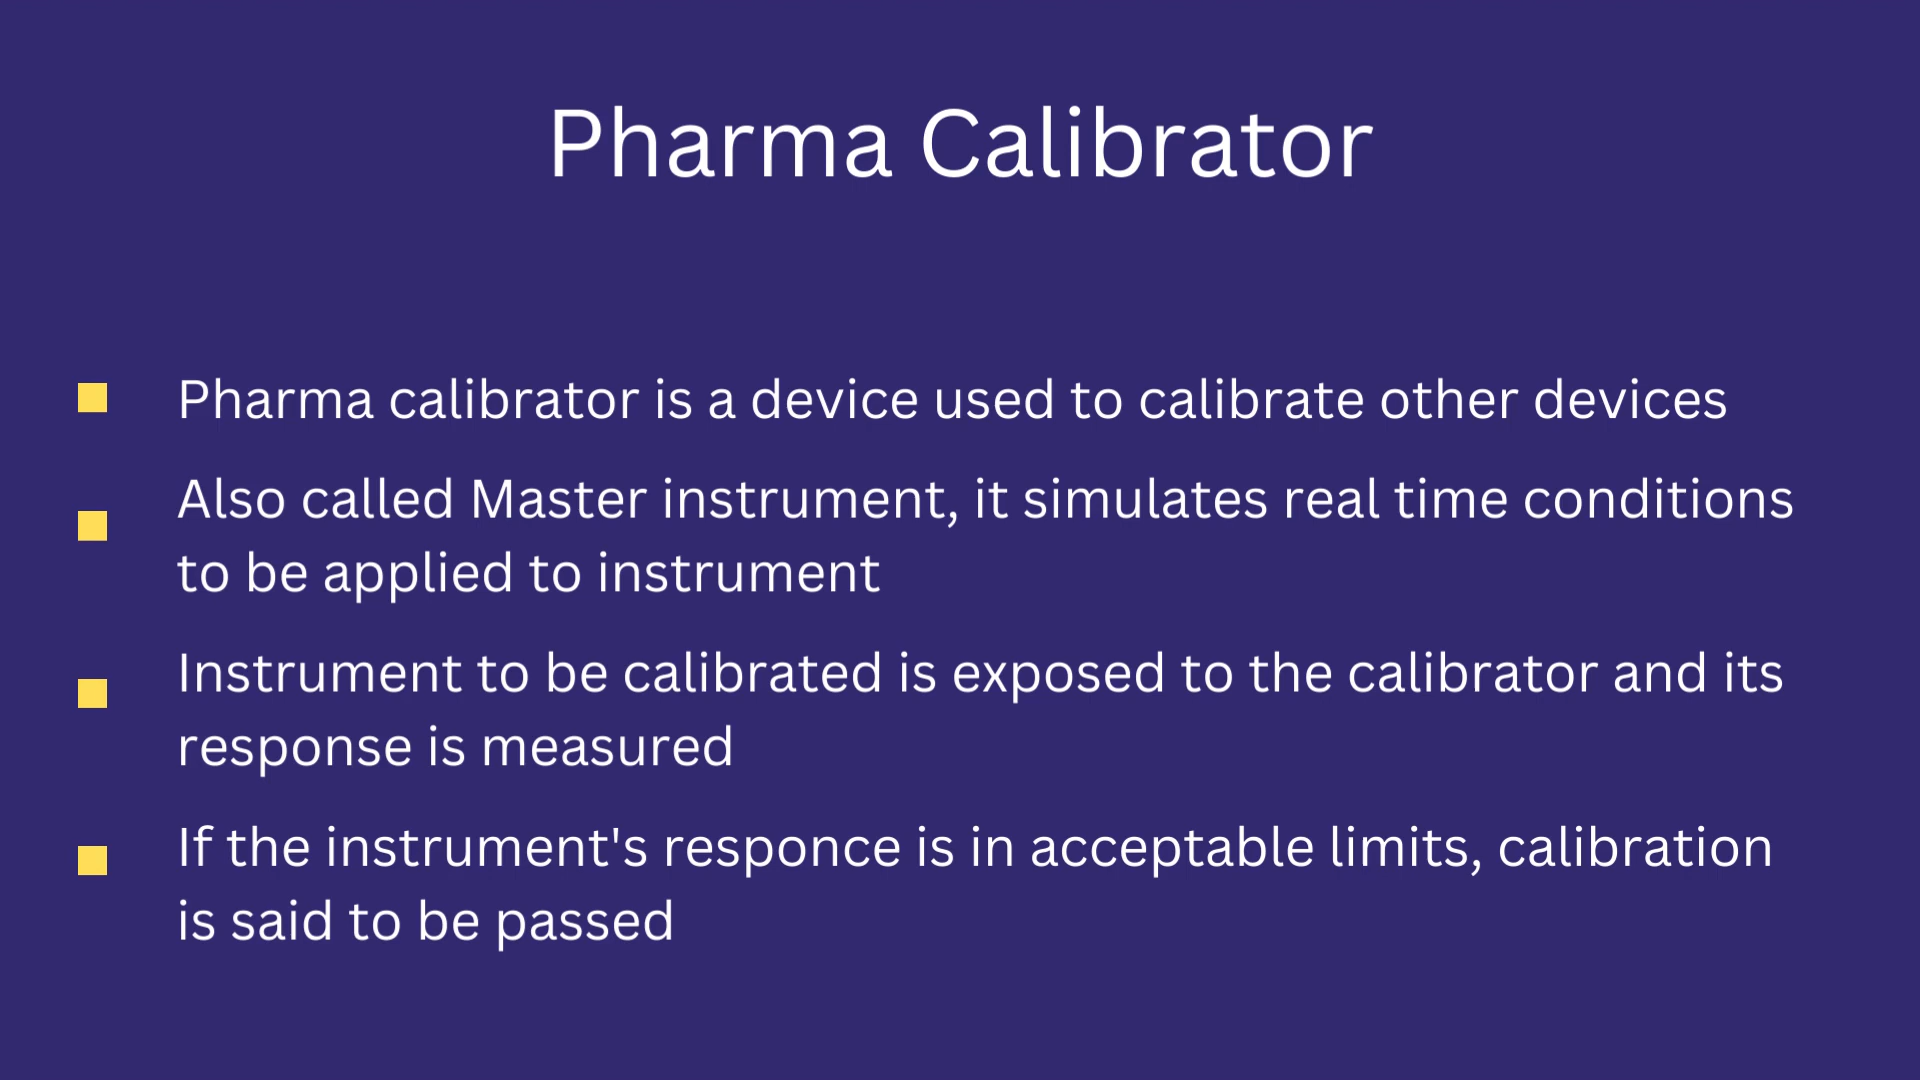 Pharma Calibrator
Pharma calibrator is a device used to calibrate other devices
Also called Master instrument, it simulates real time conditions
to be applied to instrument
Instrument to be calibrated is exposed to the calibrator and its
response is measured
If the instrument's responce is in acceptable limits, calibration
is said to be passed